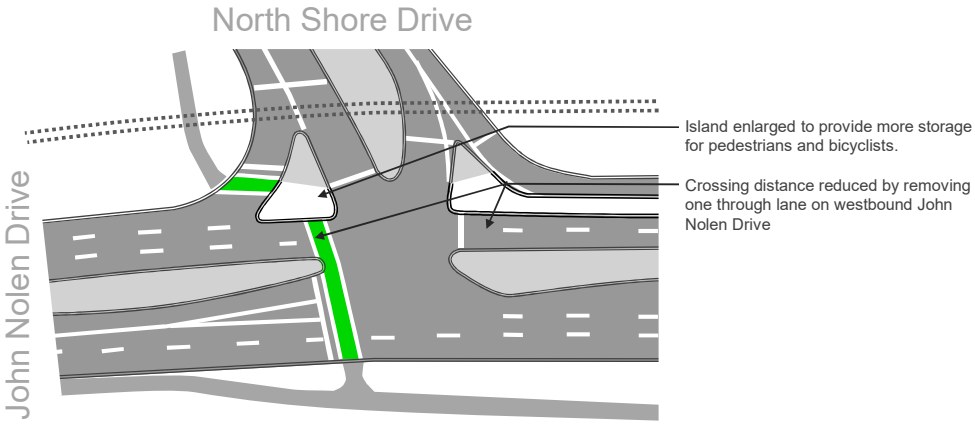 North Shore Drive
Island enlarged to provide more storage
for pedestrians and bicyclists.
Crossing distance reduced by removing
one through lane on westbound John
Nolen Drive
John Nolen Drive